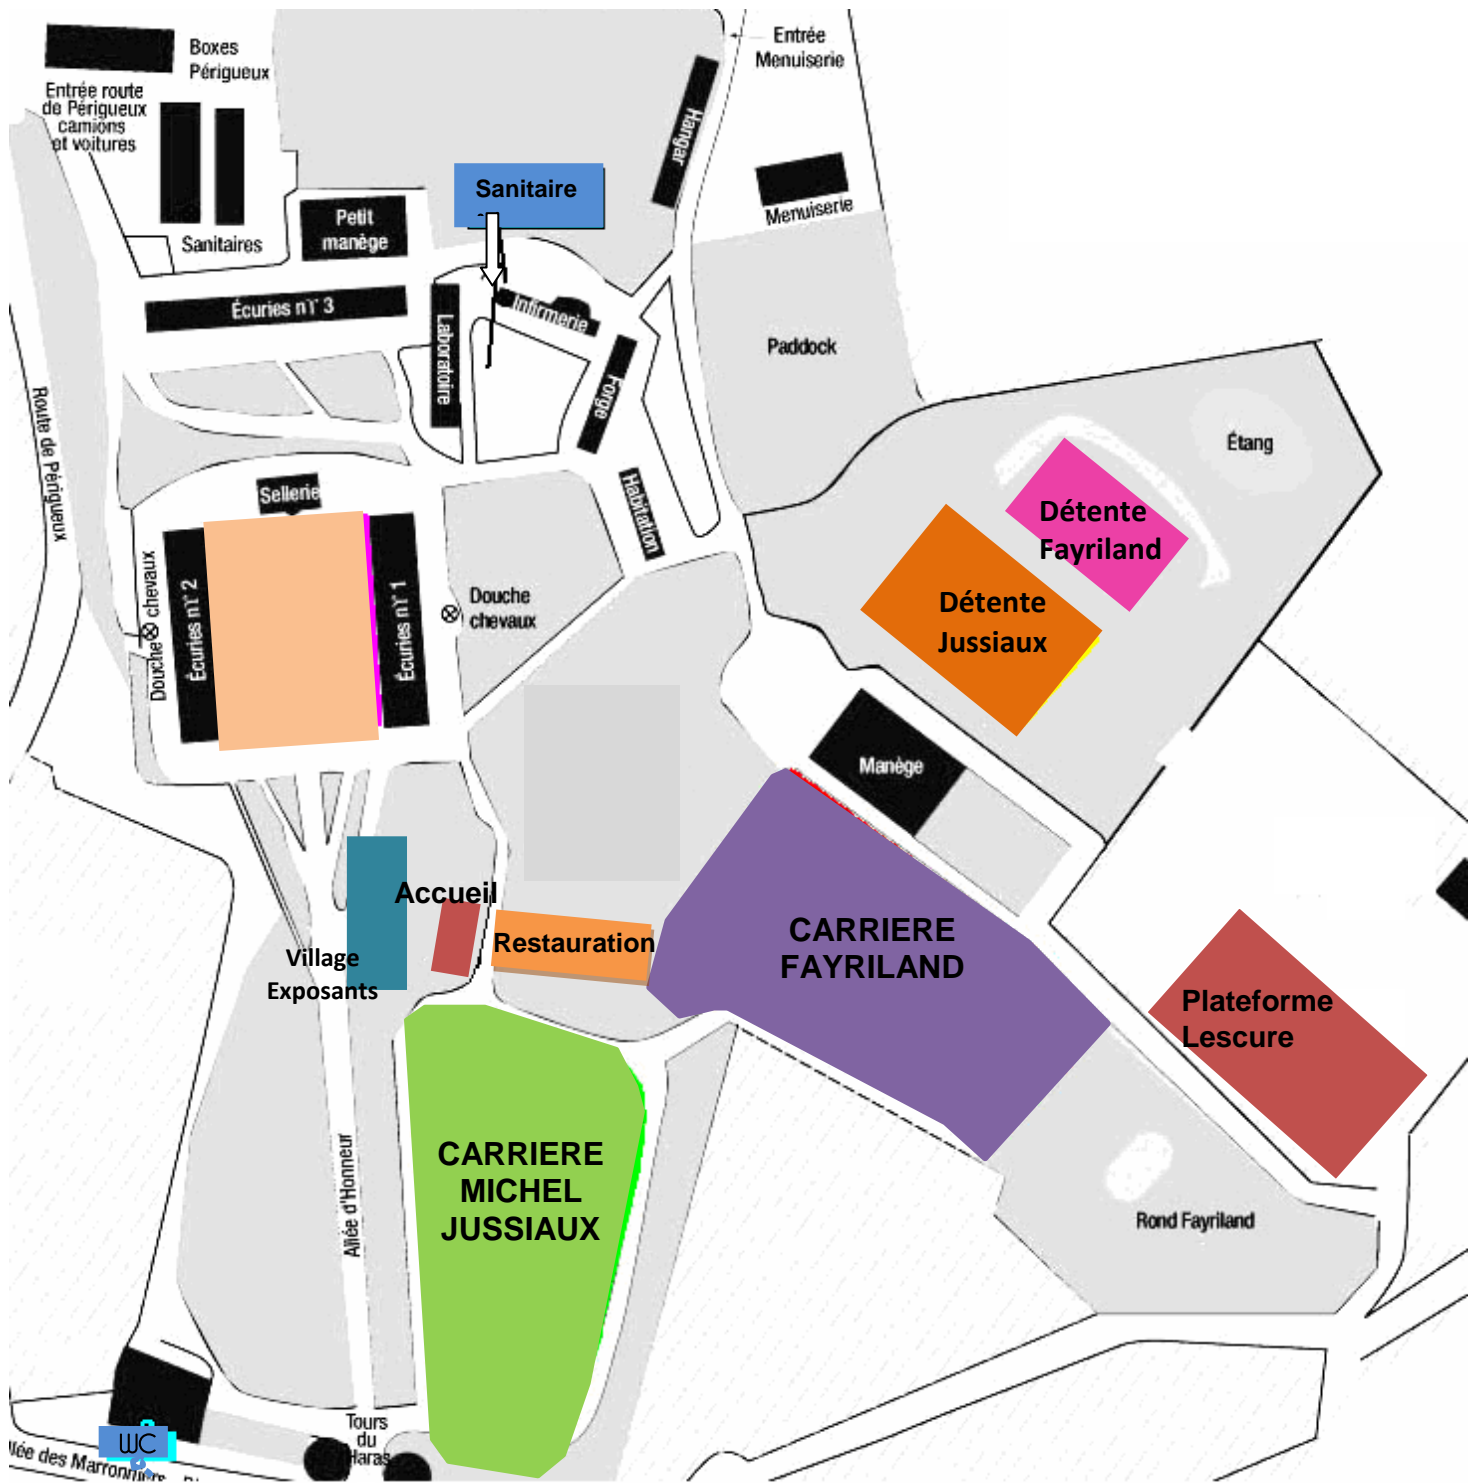 Boxes
Périgueux
Entrée route
de Périgueux
camions
et voitures
Sanitaires
Petit
manège
Sanitaire
Hangar
Entrée
Menuiserie
Menuiserie
Écuries n° 3
Laboratoire
Infirmerie
Forge
Paddock
Étang
Route de Périgueux
Sellerie
Habitation
Détente
Fayriland
Détente
Jussiaux
Douche chevaux
Écuries n° 2
Écuries n° 1
Douche
chevaux
Manège
Accueil
Restauration
Village
Exposants
CARRIERE
FAYRILAND
Plateforme
Lescure
CARRIERE
MICHEL
JUSSIAUX
Allée d'Honneur
Rond Fayriland
Tours
du
Haras
WC
llée des Marronniers